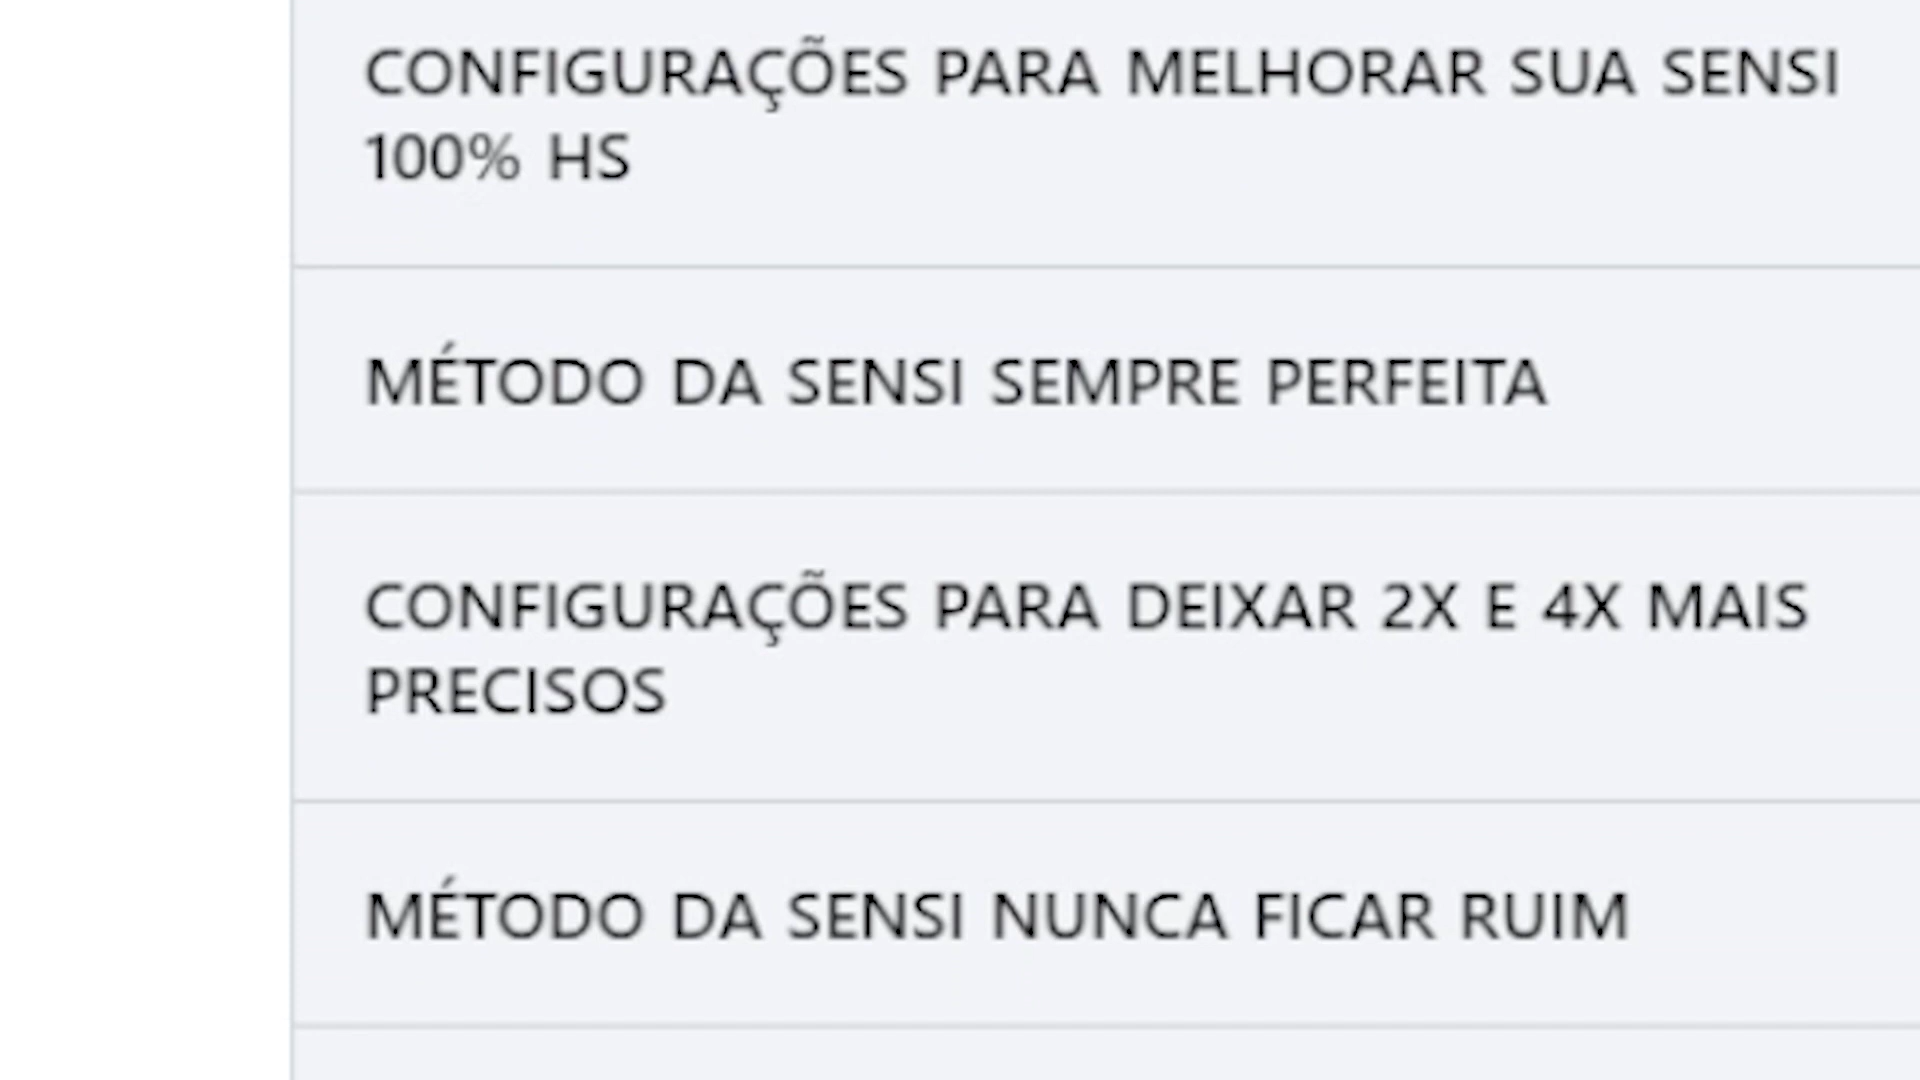 CONFIGURAÇÕES PARA MELHORAR SUA SENSI
100% HS
MÉTODO DA SENSI SEMPRE PERFEITA
CONFIGURAÇÕES PARA DEIXAR 2X E 4X MAIS
PRECISOS
MÉTODO DA SENSI NUNCA FICAR RUIM